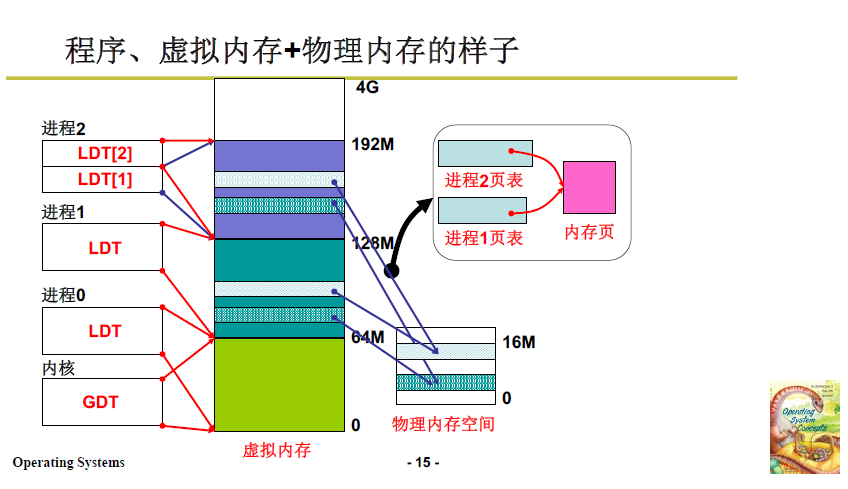 程序、虚拟内存+物理内存的样子
4G
进程2
192M
LDT[2]
LDT[1]
进程2页表
进程1
进程1页表
内存页
128M
LDT
进程0
LDT
64M
16M
内核
GDT
0
0
物理内存空间
虚拟内存
Operating
System
Concepts
Operating Systems
- 15 -